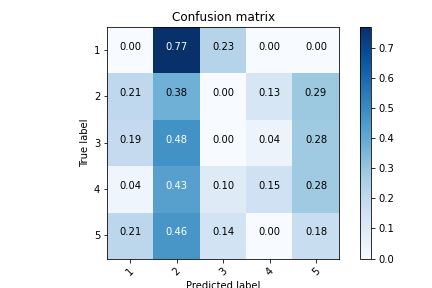 Confusion matrix
1 0.00 0.77 0.23 0.00 0.00
2 0.21 0.38 0.00 0.13 0.29
3 0.19 0.48 0.00 0.04 0.28
4 0.04 0.43 0.10 0.15 0.28
5 0.21 0.46 0.14 0.00 0.18
1 2 3 4 5
True label
Predicted label
0.7
0.6
0.5
0.4
0.3
0.2
0.1
0.0